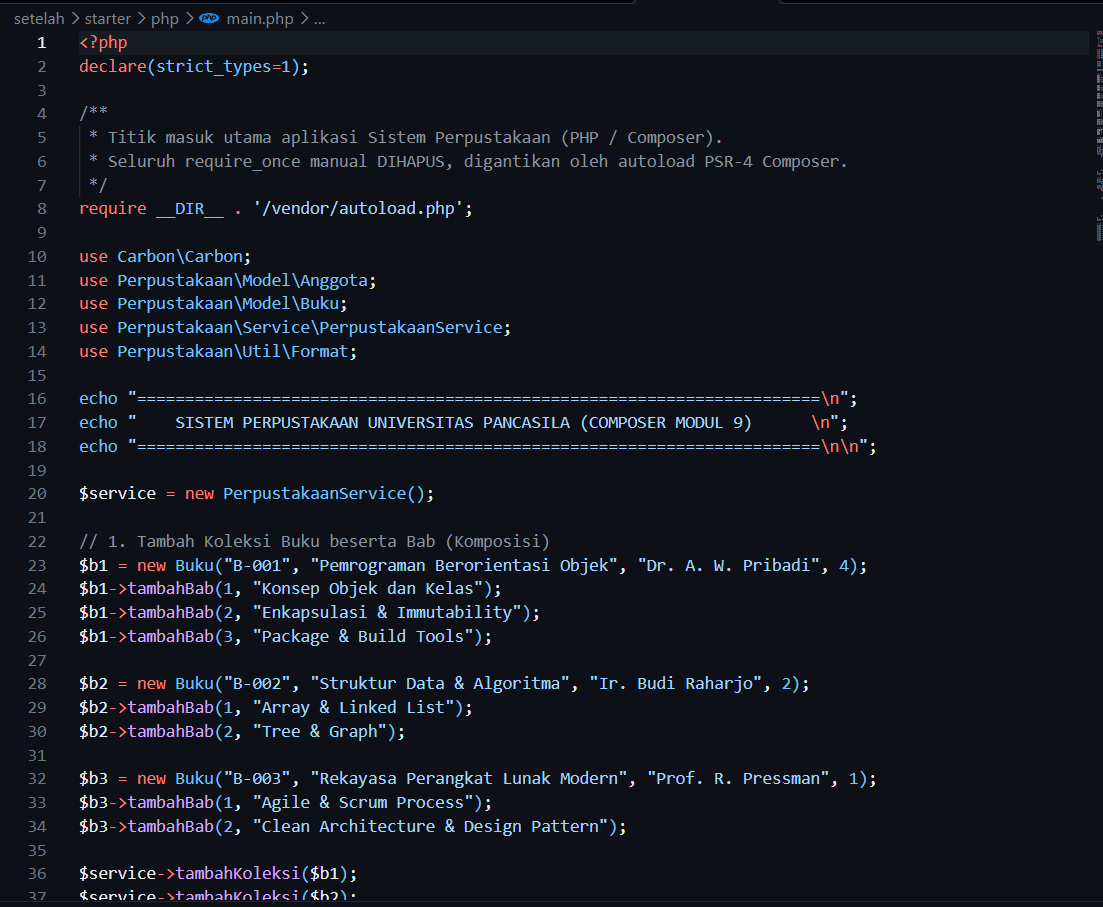 setelah > starter > php > php main.php > ...
1 <?php
2 declare(strict_types=1);
3
4 /**
5  * Titik masuk utama aplikasi Sistem Perpustakaan (PHP / Composer).
6  * Seluruh require_once manual DIHAPUS, digantikan oleh autoload PSR-4 Composer.
7  */
8 require __DIR__ . '/vendor/autoload.php';
9
10 use Carbon\Carbon;
11 use Perpustakaan\Model\Anggota;
12 use Perpustakaan\Model\Buku;
13 use Perpustakaan\Service\PerpustakaanService;
14 use Perpustakaan\Util\Format;
15
16 echo "=======================================================================\n";
17 echo "    SISTEM PERPUSTAKAAN UNIVERSITAS PANCASILA (COMPOSER MODUL 9)      \n";
18 echo "=======================================================================\n\n";
19
20 $service = new PerpustakaanService();
21
22 // 1. Tambah Koleksi Buku beserta Bab (Komposisi)
23 $b1 = new Buku("B-001", "Pemrograman Berorientasi Objek", "Dr. A. W. Pribadi", 4);
24 $b1->tambahBab(1, "Konsep Objek dan Kelas");
25 $b1->tambahBab(2, "Enkapsulasi & Immutability");
26 $b1->tambahBab(3, "Package & Build Tools");
27
28 $b2 = new Buku("B-002", "Struktur Data & Algoritma", "Ir. Budi Raharjo", 2);
29 $b2->tambahBab(1, "Array & Linked List");
30 $b2->tambahBab(2, "Tree & Graph");
31
32 $b3 = new Buku("B-003", "Rekayasa Perangkat Lunak Modern", "Prof. R. Pressman", 1);
33 $b3->tambahBab(1, "Agile & Scrum Process");
34 $b3->tambahBab(2, "Clean Architecture & Design Pattern");
35
36 $service->tambahKoleksi($b1);
37 $service->tambahKoleksi($b2);